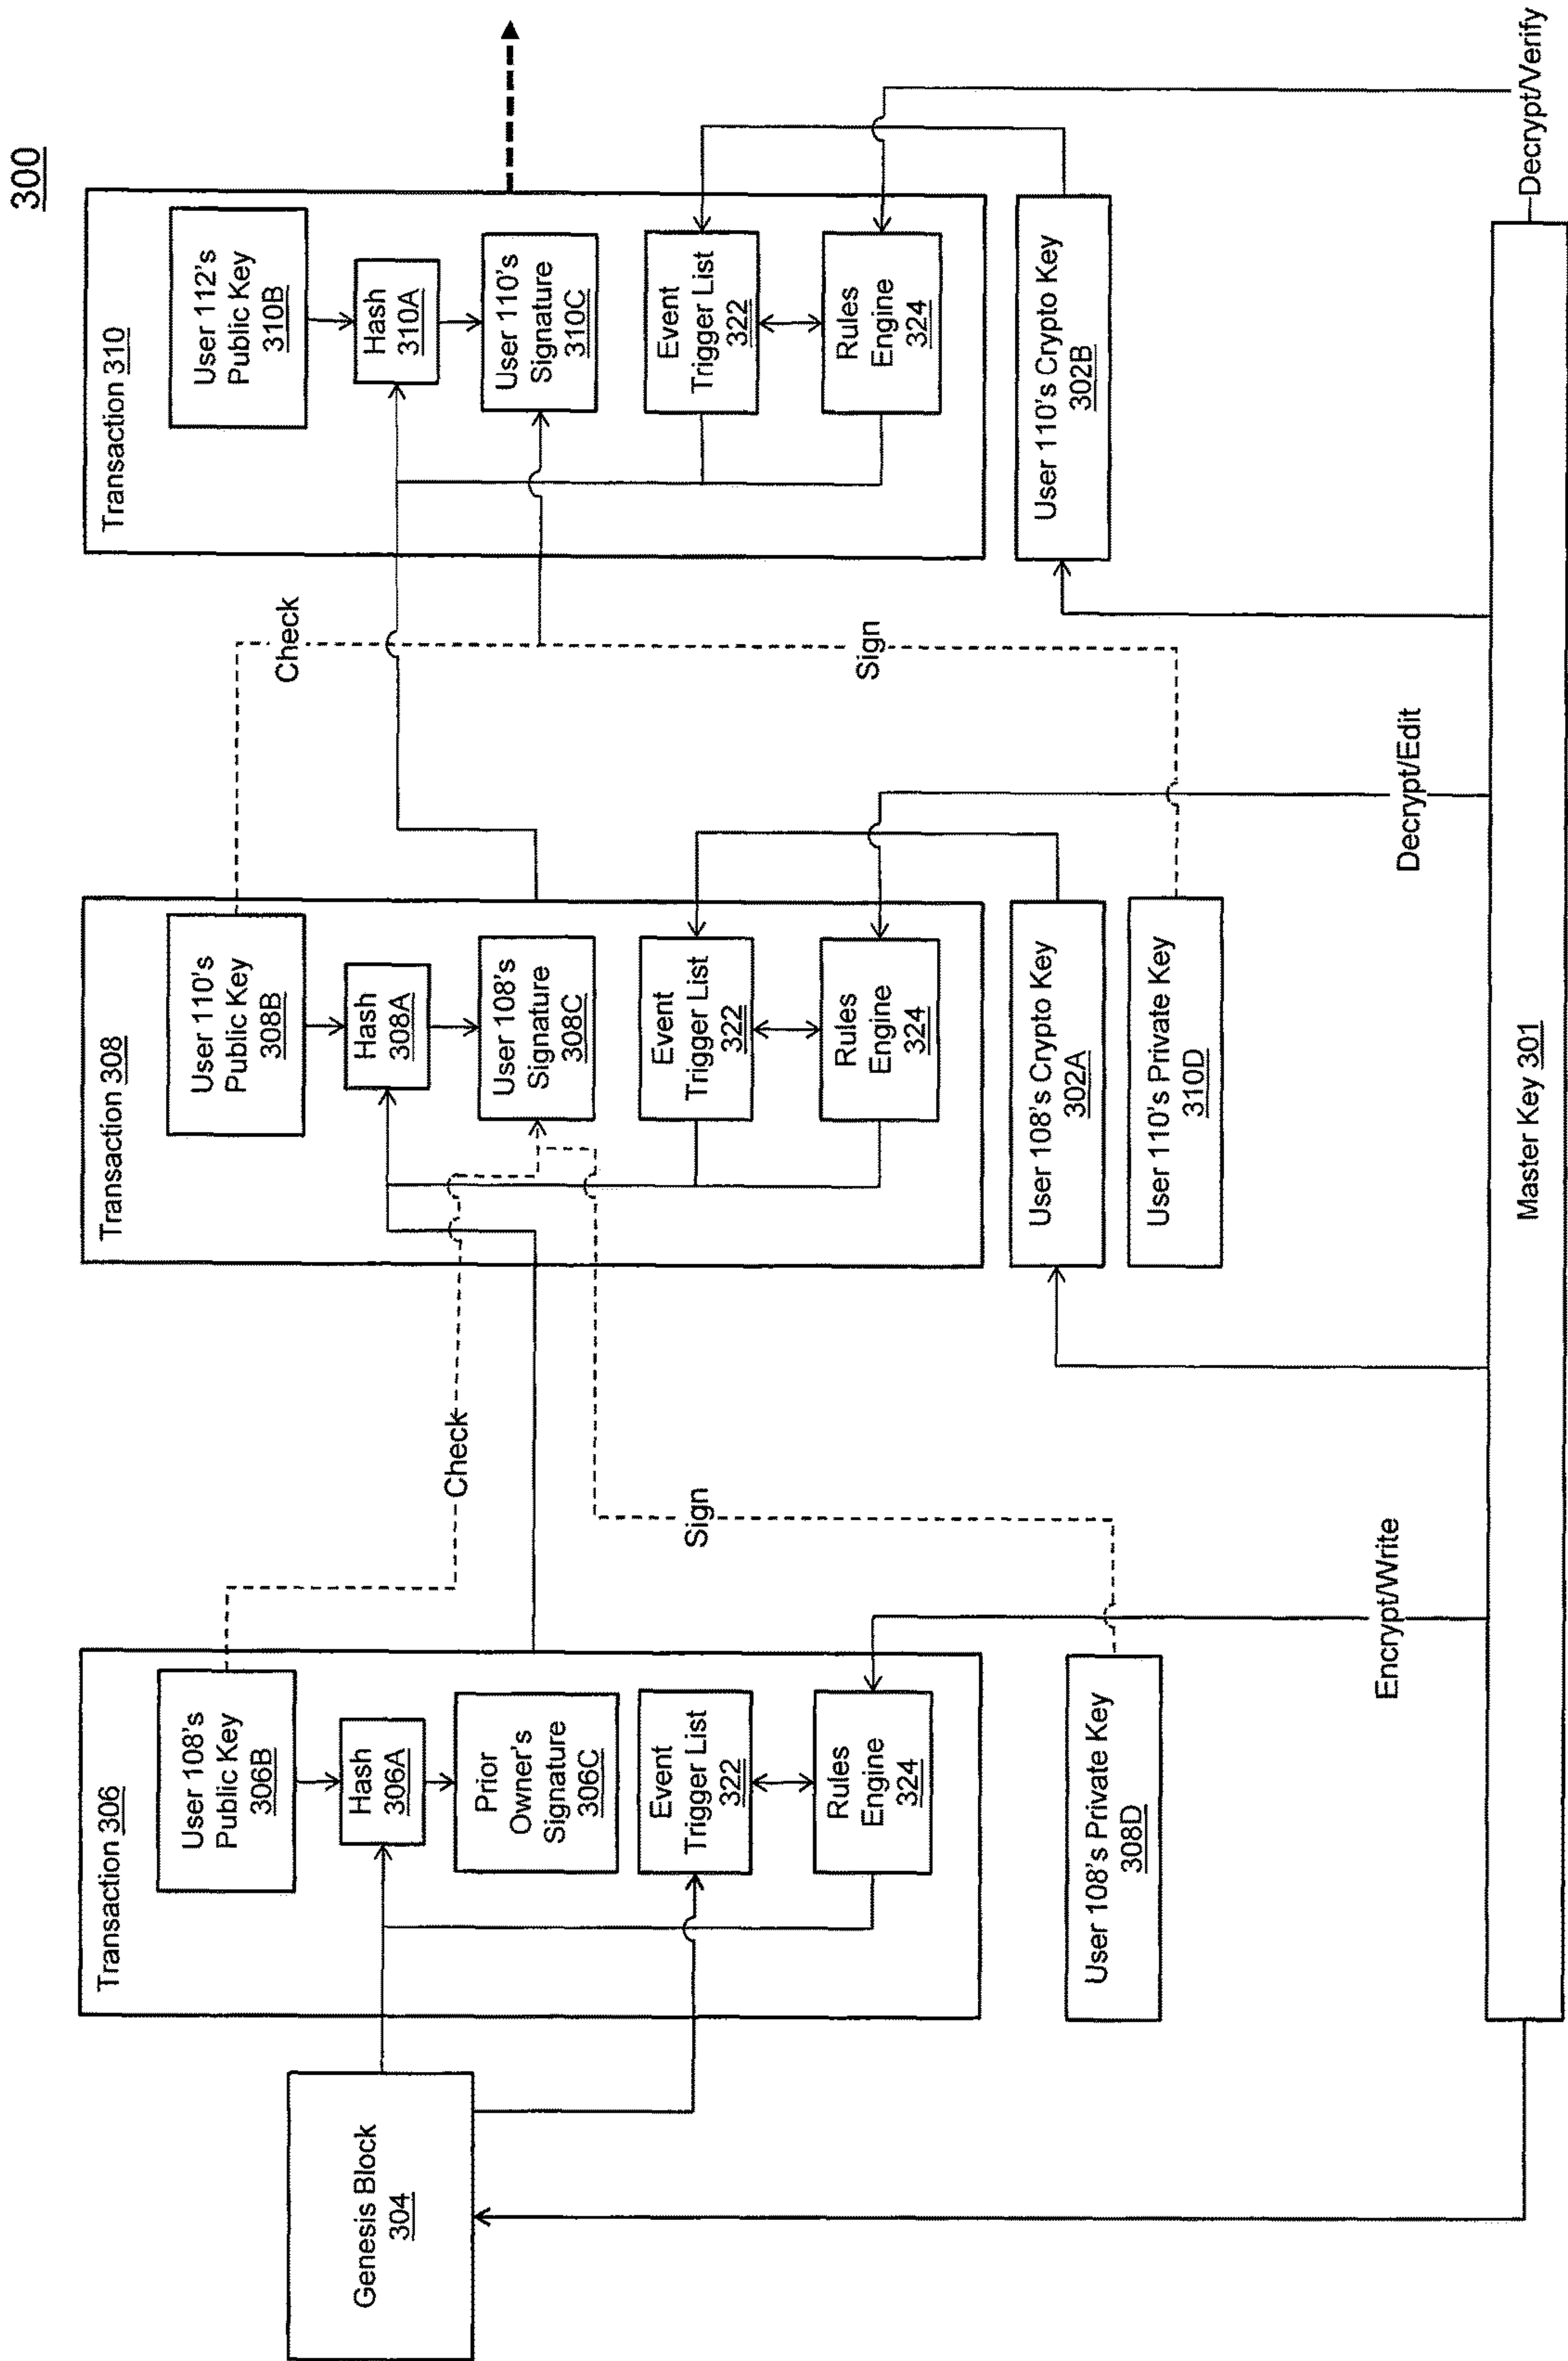 300
Genesis Block
304
Transaction 306
User 108's
Public Key
306B
Hash
306A
Prior
Owner's
Signature
306C
Event
Trigger List
322
Rules
Engine
324
User 108's Private Key
308D
Encrypt/Write
Check
Sign
Transaction 308
User 110's
Public Key
308B
Hash
308A
User 108's
Signature
308C
Event
Trigger List
322
Rules
Engine
324
User 108's Crypto Key
302A
User 110's Private Key
310D
Decrypt/Edit
Check
Sign
Transaction 310
User 112's
Public Key
310B
Hash
310A
User 110's
Signature
310C
Event
Trigger List
322
Rules
Engine
324
User 110's Crypto Key
302B
Decrypt/Verify
Master Key 301